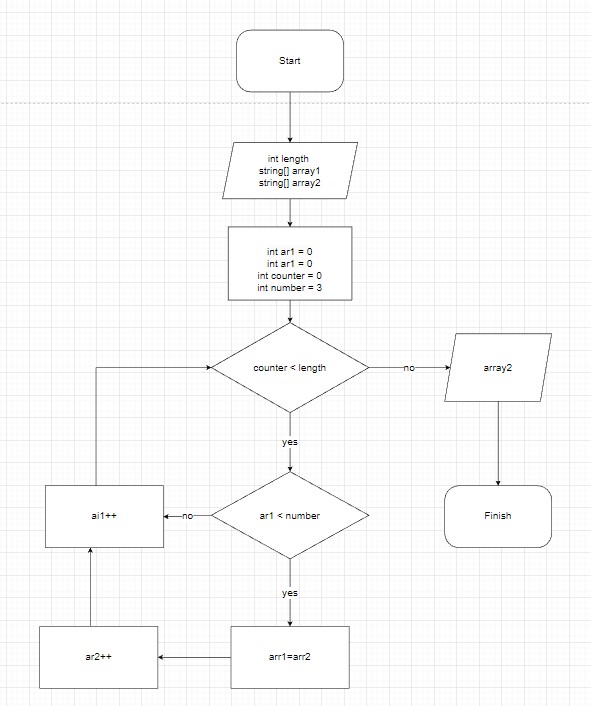 Start
int length
string[] array1
string[] array2
int ar1 = 0
int ar1 = 0
int counter = 0
int number = 3
counter < length
no
array2
yes
ai1++
no
ar1 < number
Finish
yes
ar2++
arr1=arr2